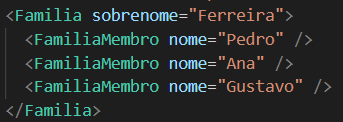 <Familia sobrenome="Ferreira">
  <FamiliaMembro nome="Pedro" />
  <FamiliaMembro nome="Ana" />
  <FamiliaMembro nome="Gustavo" />
</Familia>